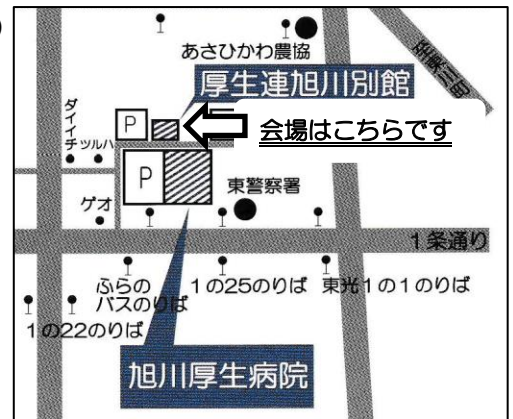 あさひかわ農協
厚生連旭川別館
P
会場はこちらです
ダイイチ
ツルハ
P
東警察署
ゲオ
1条通り
ふらの
バスのりば
1の25のりば
東光1の1のりば
1の22のりば
旭川厚生病院